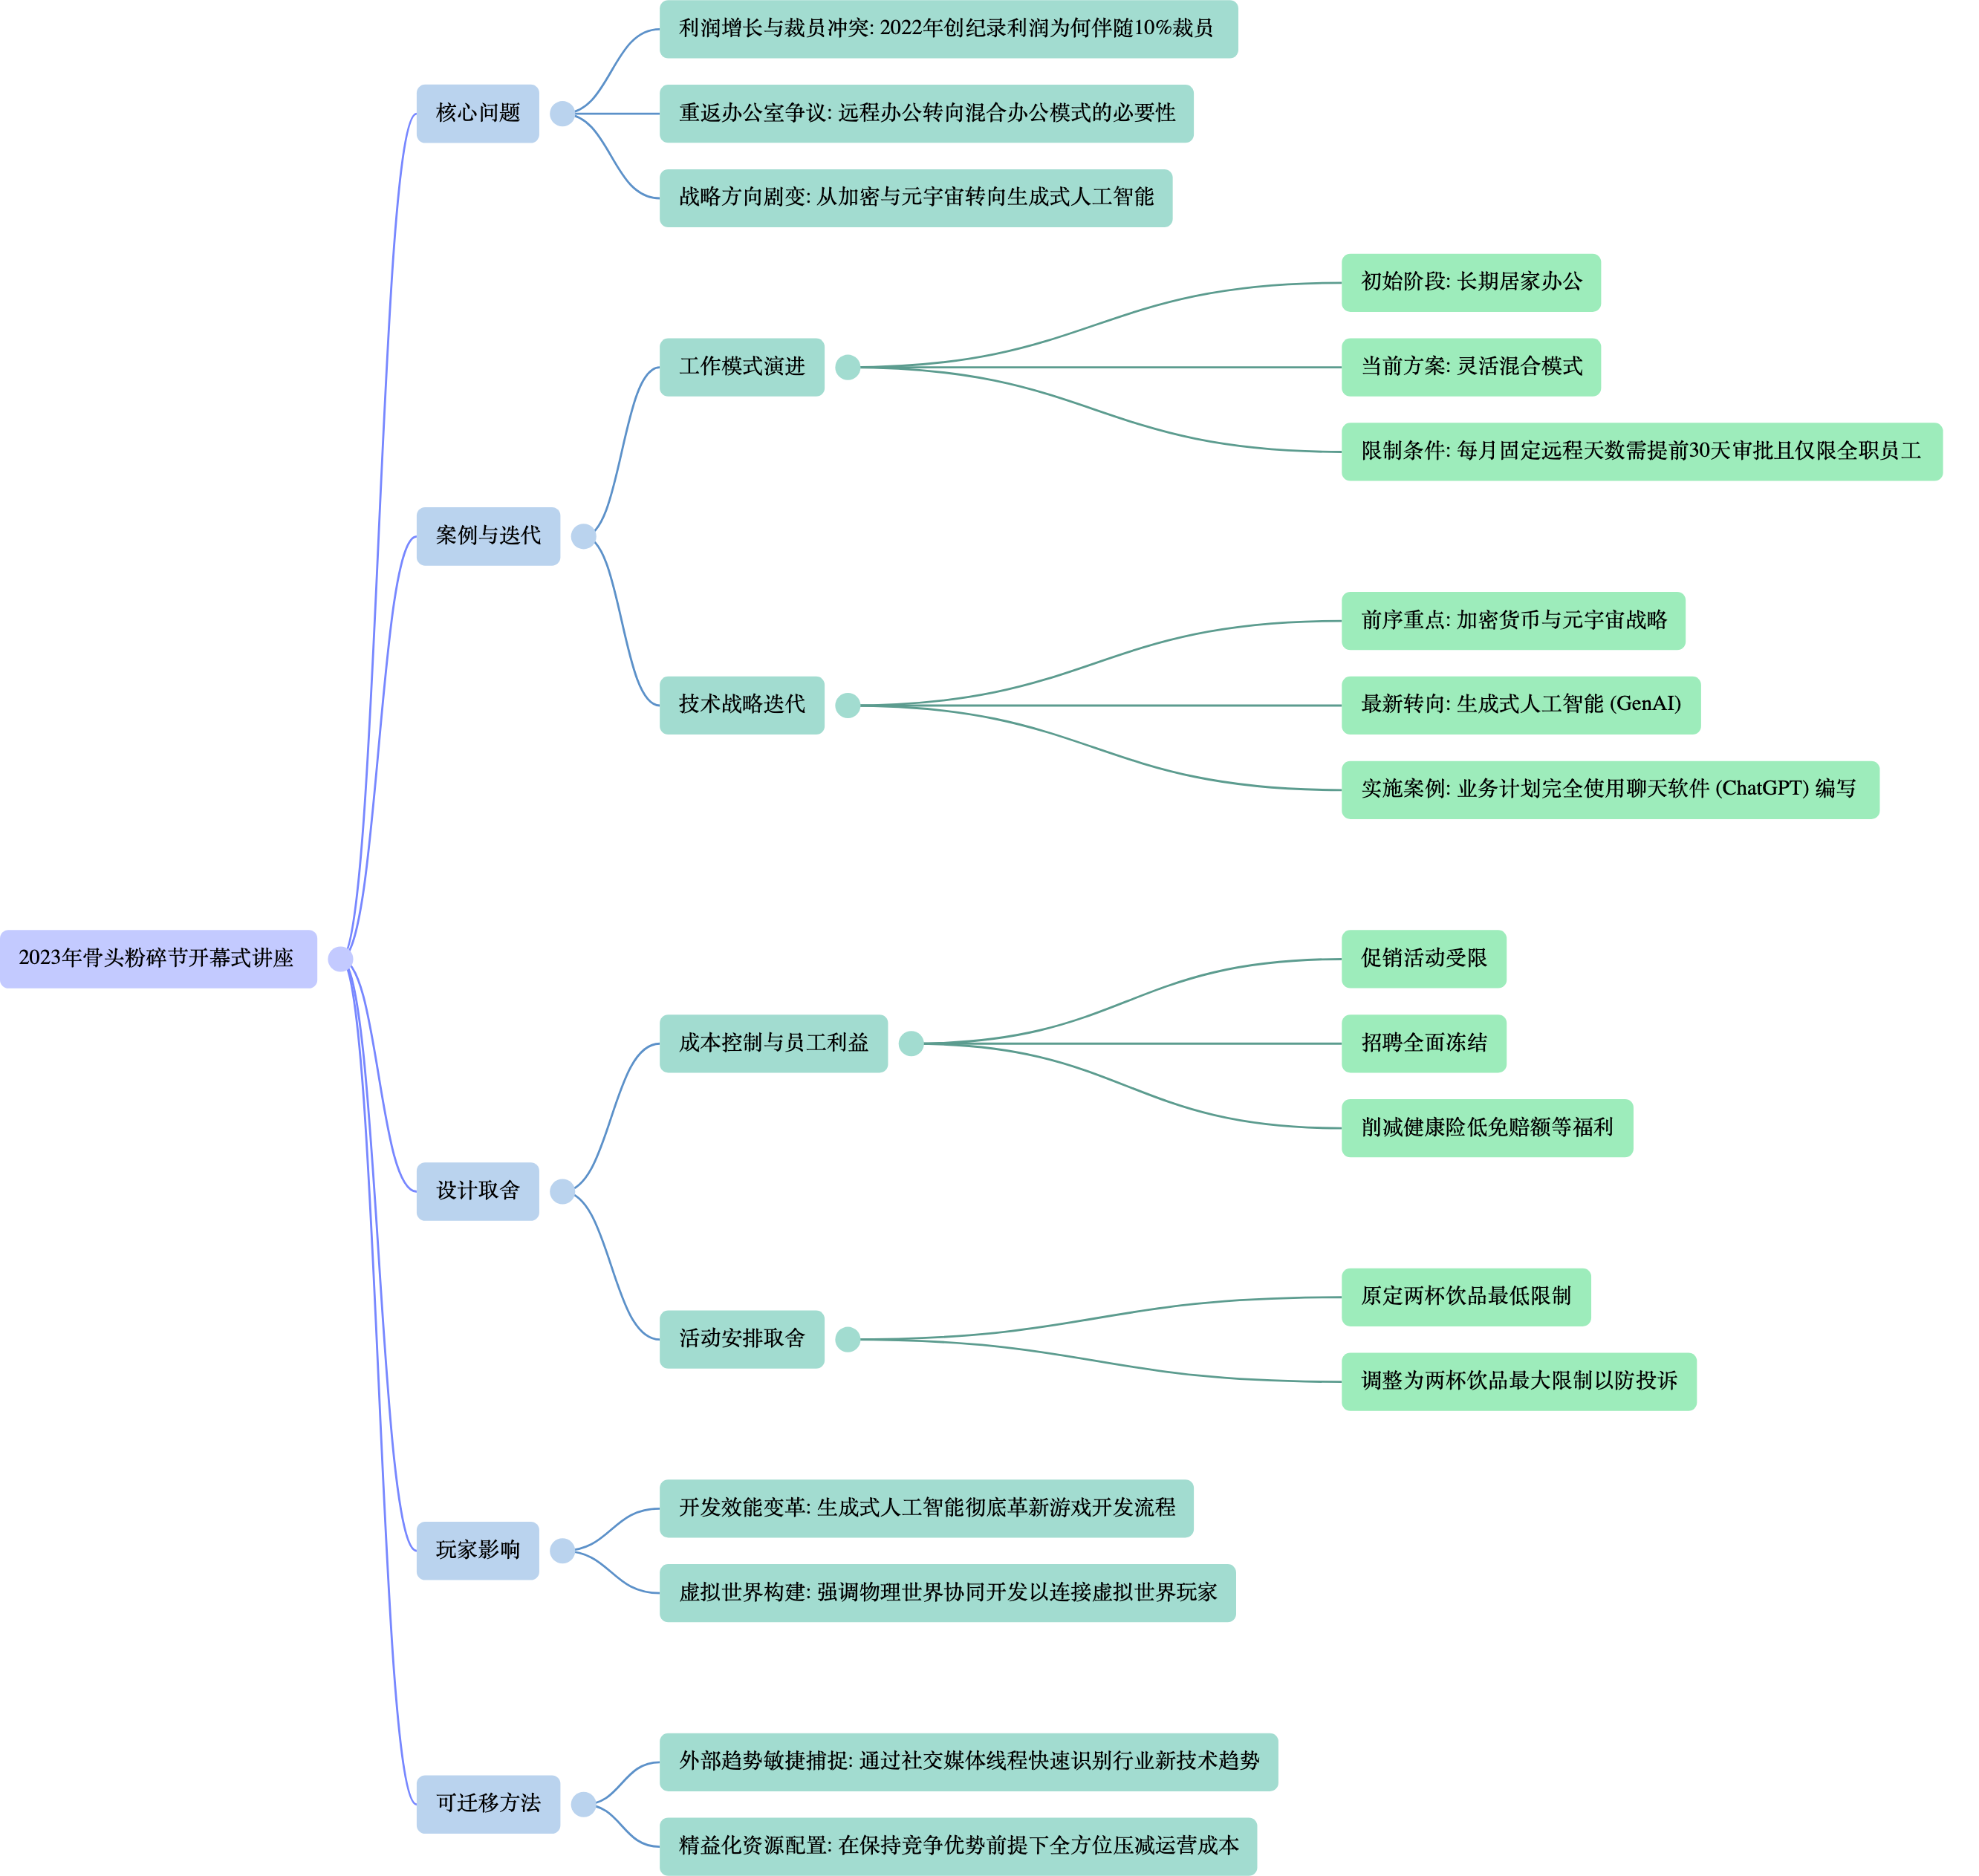 2023年骨头粉碎节开幕式讲座
核心问题
利润增长与裁员冲突: 2022年创纪录利润为何伴随10%裁员
重返办公室争议: 远程办公转向混合办公模式的必要性
战略方向剧变: 从加密与元宇宙转向生成式人工智能
案例与迭代
工作模式演进
初始阶段: 长期居家办公
当前方案: 灵活混合模式
限制条件: 每月固定远程天数需提前30天审批且仅限全职员工
技术战略迭代
前序重点: 加密货币与元宇宙战略
最新转向: 生成式人工智能 (GenAI)
实施案例: 业务计划完全使用聊天软件 (ChatGPT) 编写
设计取舍
成本控制与员工利益
促销活动受限
招聘全面冻结
削减健康险低免赔额等福利
活动安排取舍
原定两杯饮品最低限制
调整为两杯饮品最大限制以防投诉
玩家影响
开发效能变革: 生成式人工智能彻底革新游戏开发流程
虚拟世界构建: 强调物理世界协同开发以连接虚拟世界玩家
可迁移方法
外部趋势敏捷捕捉: 通过社交媒体线程快速识别行业新技术趋势
精益化资源配置: 在保持竞争优势前提下全方位压减运营成本